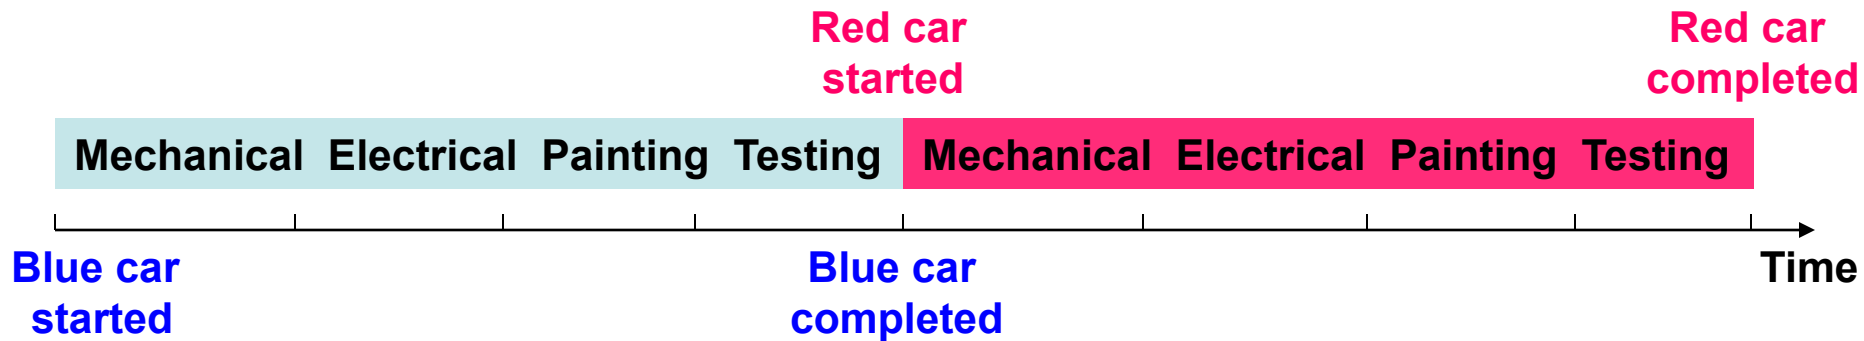 Red car
started
Red car
completed
Mechanical Electrical Painting Testing Mechanical Electrical Painting Testing
Blue car
started
Blue car
completed
Time